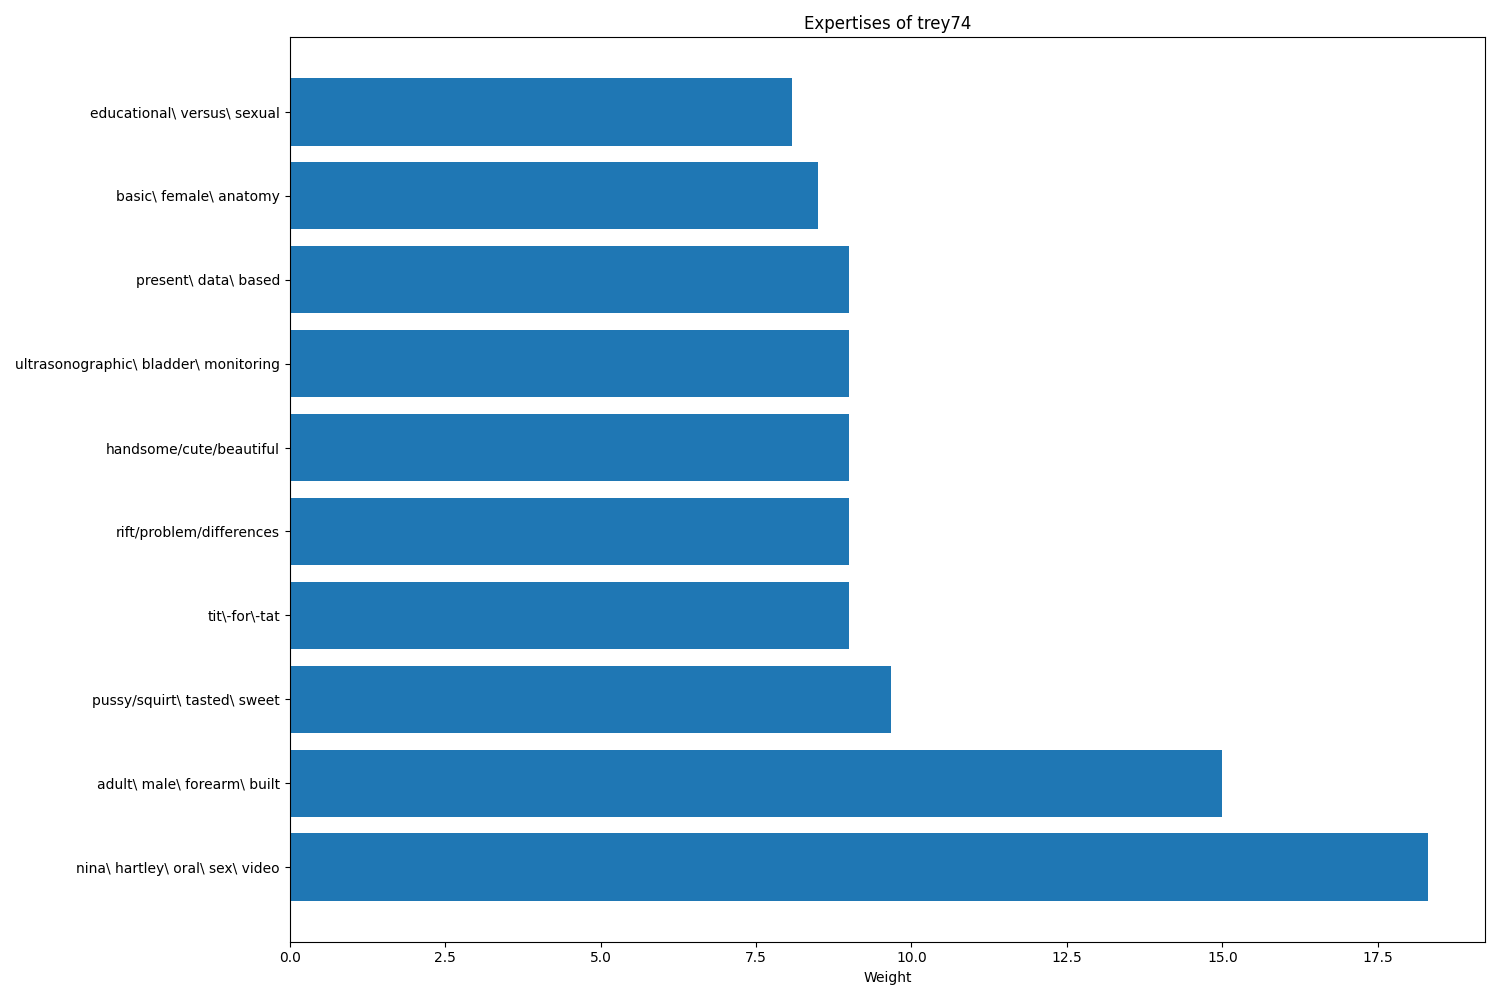 Expertises of trey74
educational\ versus\ sexual
basic\ female\ anatomy
present\ data\ based
ultrasonographic\ bladder\ monitoring
handsome/cute/beautiful
rift/problem/differences
tit\-for\-tat
pussy/squirt\ tasted\ sweet
adult\ male\ forearm\ built
nina\ hartley\ oral\ sex\ video
0.0 2.5 5.0 7.5 10.0 12.5 15.0 17.5
Weight